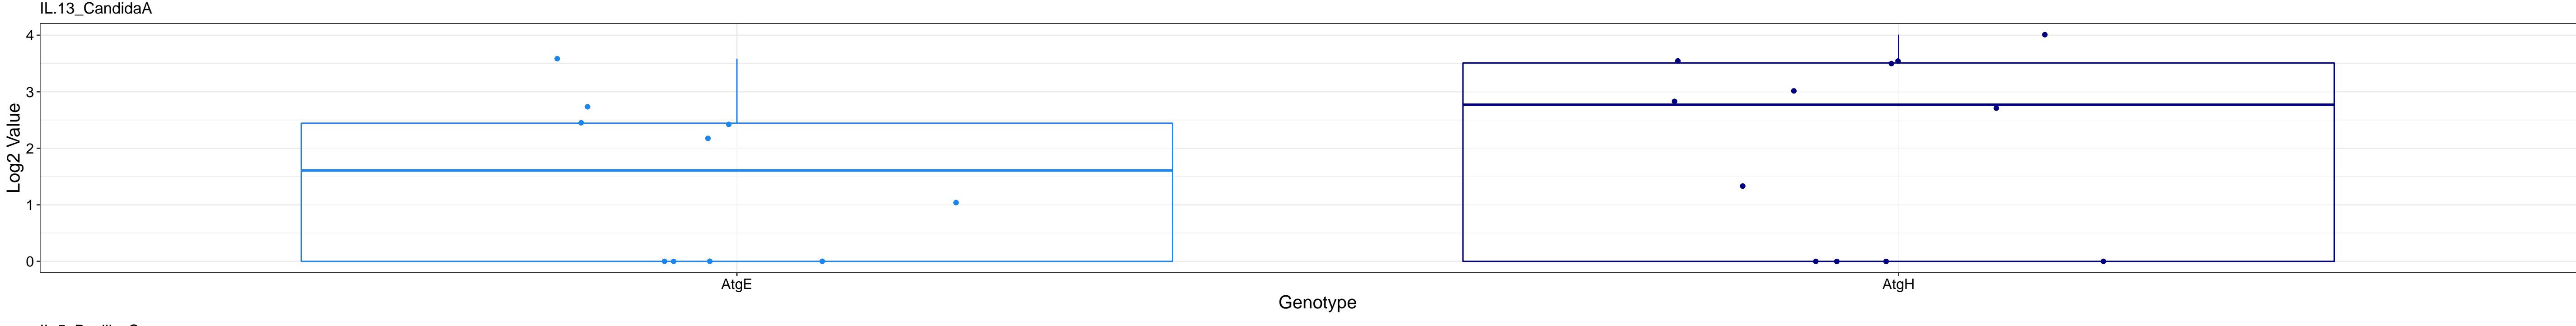 IL.13_CandidaA
4
3
2
1
0
Log2 Value
AtgE
AtgH
Genotype